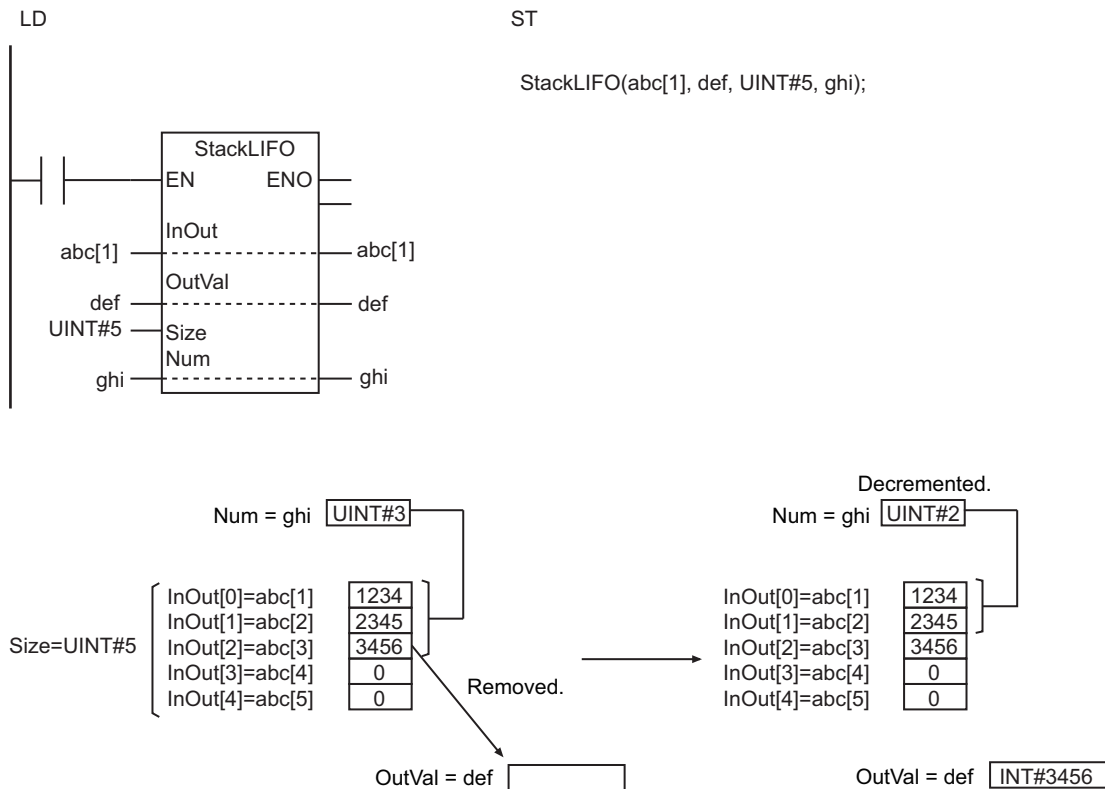 LD
ST
StackLIFO(abc[1], def, UINT#5, ghi);
StackLIFO
EN ENO
InOut
abc[1] abc[1]
OutVal
def def
UINT#5 Size
Num
ghi ghi
Decremented.
Num = ghi UINT#3
Num = ghi UINT#2
Size=UINT#5
InOut[0]=abc[1] 1234
InOut[1]=abc[2] 2345
InOut[2]=abc[3] 3456
InOut[3]=abc[4] 0
InOut[4]=abc[5] 0
Removed.
OutVal = def
InOut[0]=abc[1] 1234
InOut[1]=abc[2] 2345
InOut[2]=abc[3] 3456
InOut[3]=abc[4] 0
InOut[4]=abc[5] 0
OutVal = def INT#3456